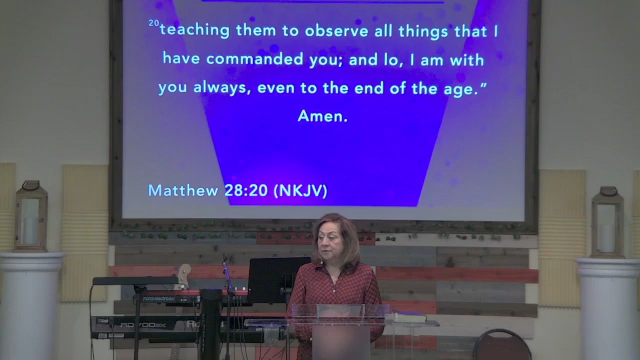 20teaching them to observe all things that I
have commanded you; and lo, I am with
you always, even to the end of the age.”
Amen.
Matthew 28:20 (NKJV)